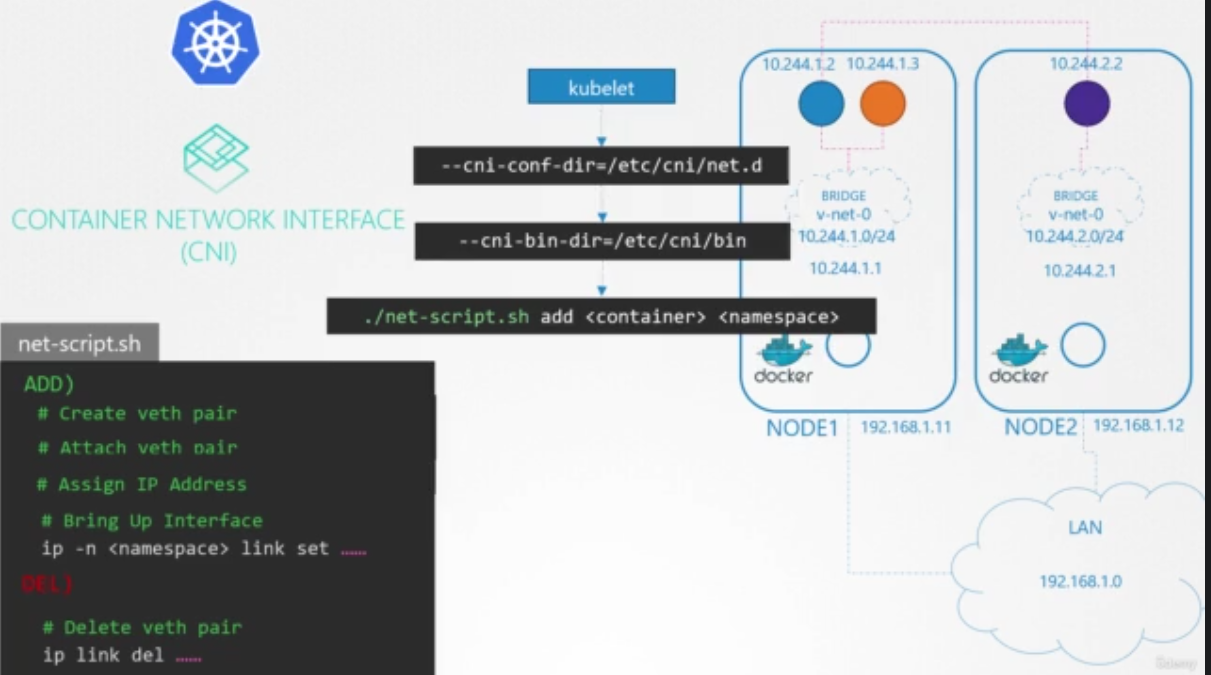 kubelet
--cni-conf-dir=/etc/cni/net.d
--cni-bin-dir=/etc/cni/bin
./net-script.sh add <container> <namespace>
CONTAINER NETWORK INTERFACE
(CNI)
net-script.sh
ADD)
# Create veth pair
# Attach veth pair
# Assign IP Address
# Bring Up Interface
ip -n <namespace> link set ……
DEL)
# Delete veth pair
ip link del ……
10.244.1.2 10.244.1.3
BRIDGE
v-net-0
10.244.1.0/24
10.244.1.1
docker
NODE1 192.168.1.11
10.244.2.2
BRIDGE
v-net-0
10.244.2.0/24
10.244.2.1
docker
NODE2 192.168.1.12
LAN
192.168.1.0
Udemy